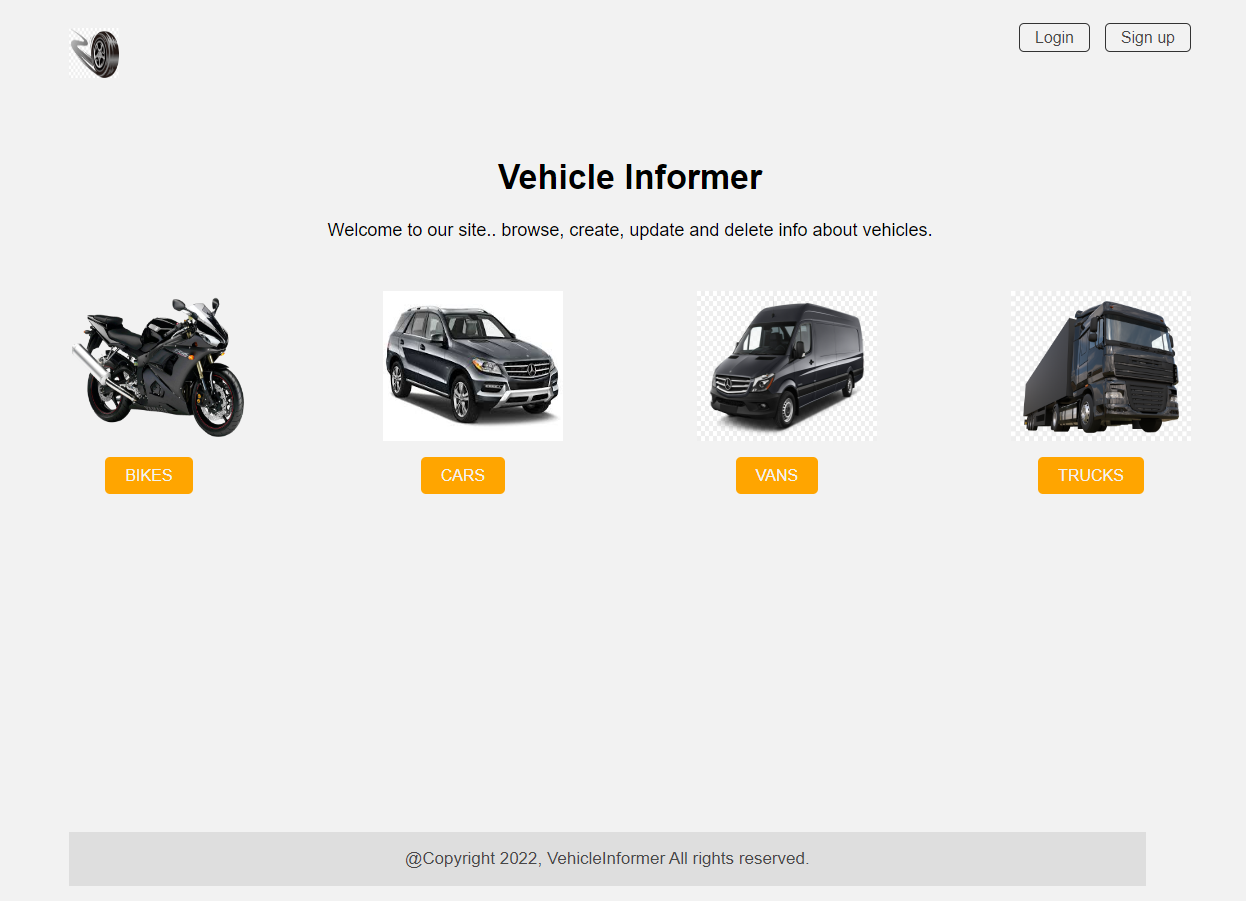 Login
Sign up
Vehicle Informer
Welcome to our site.. browse, create, update and delete info about vehicles.
BIKES
CARS
VANS
TRUCKS
@Copyright 2022, VehicleInformer All rights reserved.